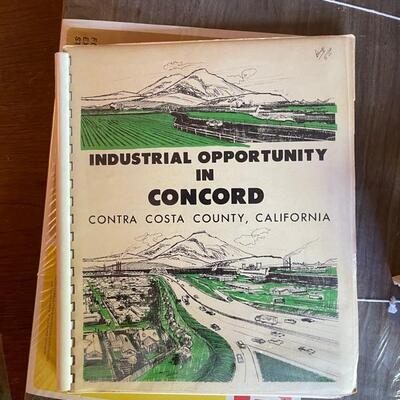 INDUSTRIAL OPPORTUNITY
IN
CONCORD
CONTRA COSTA COUNTY, CALIFORNIA